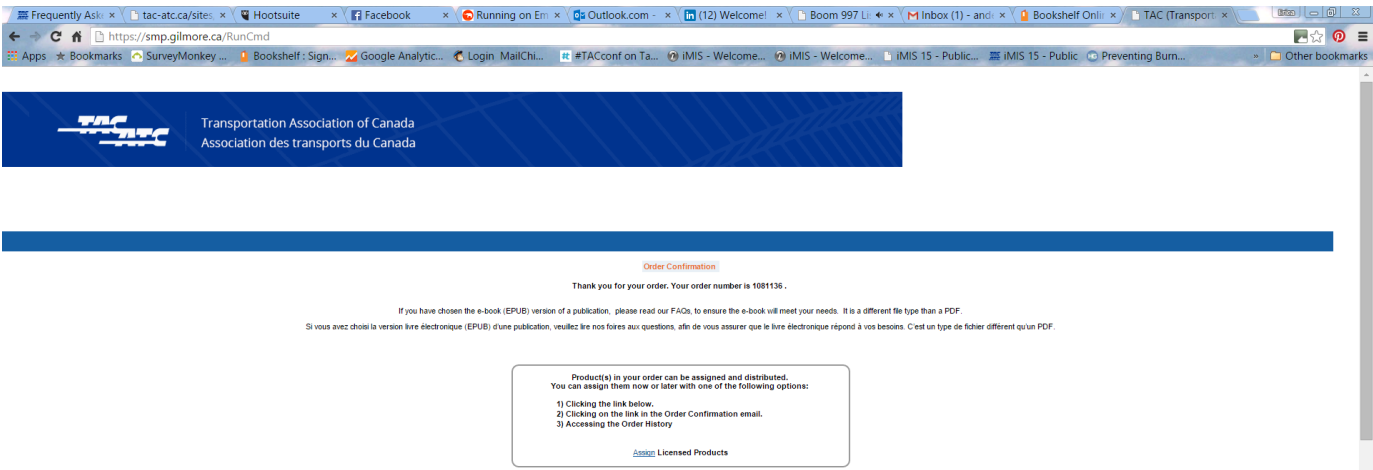 Frequently Aske tac-atc.ca/sites. Hootsuite Facebook Running on Em Outlook.com - (12) Welcome! Boom 997 Lis Inbox (1) - and Bookshelf Onlin TAC (Transport
https://smp.gilmore.ca/RunCmd
Apps Bookmarks SurveyMonkey ... Bookshelf : Sign... Google Analytic... Login MailChi... #TACconf on Ta... iMIS - Welcome... iMIS - Welcome... iMIS 15 - Public... iMIS 15 - Public Preventing Burn... » Other bookmarks
TAC
ATC
Transportation Association of Canada
Association des transports du Canada
Order Confirmation
Thank you for your order. Your order number is 1081136 .
If you have chosen the e-book (EPUB) version of a publication, please read our FAQs, to ensure the e-book will meet your needs. It is a different file type than a PDF.
Si vous avez choisi la version livre électronique (EPUB) d'une publication, veuillez lire nos foires aux questions, afin de vous assurer que le livre électronique répond à vos besoins. C'est un type de fichier différent qu'un PDF.
Product(s) in your order can be assigned and distributed.
You can assign them now or later with one of the following options:
1) Clicking the link below.
2) Clicking on the link in the Order Confirmation email.
3) Accessing the Order History
Assign Licensed Products